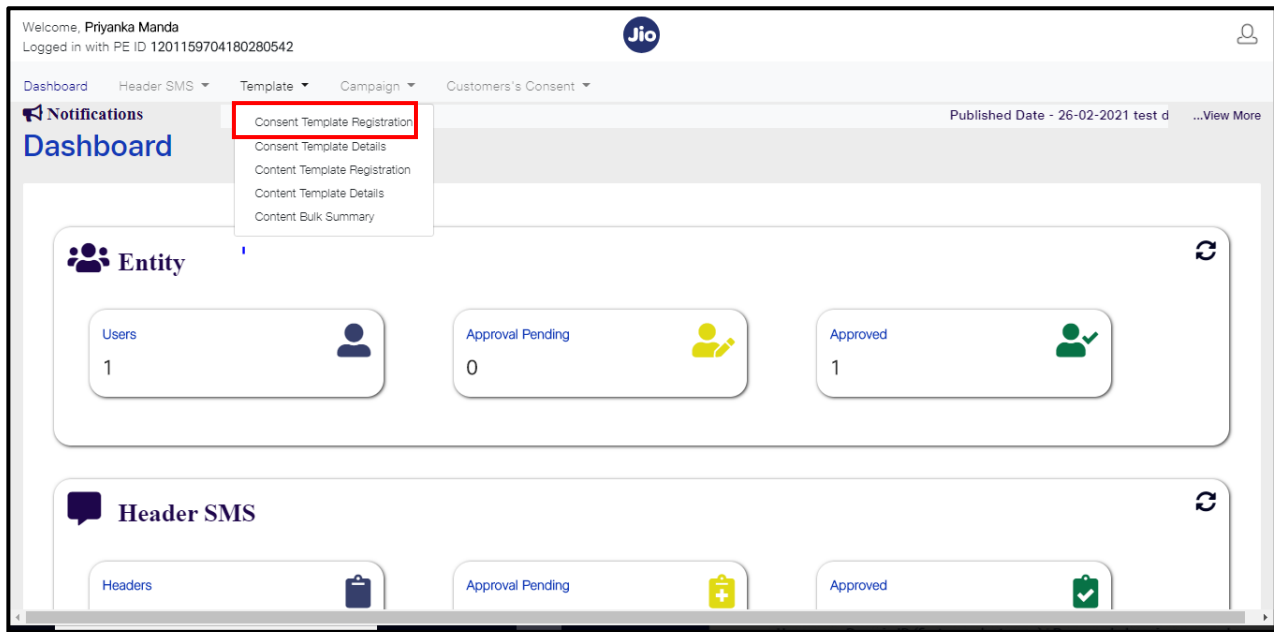 Welcome, Priyanka Manda
Logged in with PE ID 1201159704180280542
Jio
Dashboard Header SMS Template Campaign Customers's Consent
Notifications
Published Date - 26-02-2021 test d ...View More
Dashboard
Consent Template Registration
Consent Template Details
Content Template Registration
Content Template Details
Content Bulk Summary
Entity
Users
1
Approval Pending
0
Approved
1
Header SMS
Headers
Approval Pending
Approved